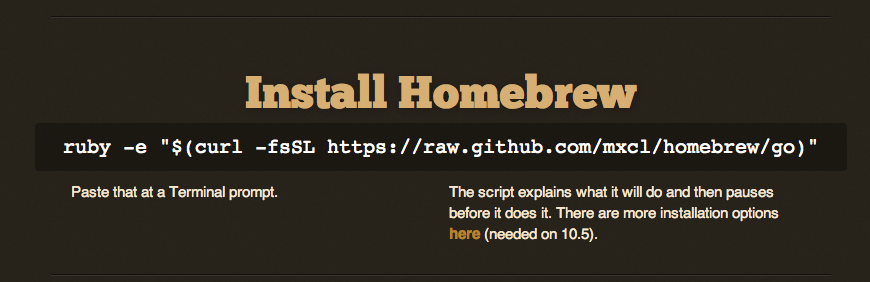 Install Homebrew
ruby -e "$(curl -fsSL https://raw.github.com/mxcl/homebrew/go)"
Paste that at a Terminal prompt.
The script explains what it will do and then pauses
before it does it. There are more installation options
here (needed on 10.5).